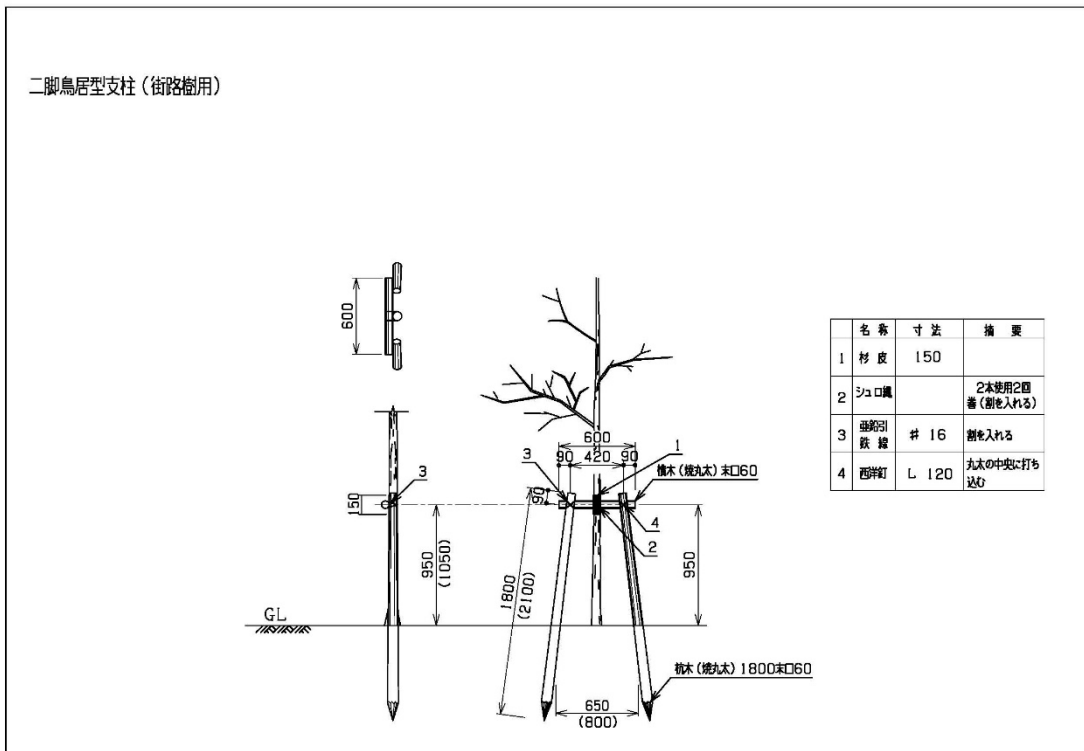 二脚鳥居型支柱（街路樹用）
600
600
90 420 90
3
1
横木（焼丸太）末口60
90
3
150
4
2
950
(1050)
1800
(2100)
950
GL
杭木（焼丸太）1800末口60
650
(800)
名称 寸法 摘要
1 杉皮 150
2 シュロ縄 2本使用2回
巻（割を入れる）
3 亜鉛引 # 16 割を入れる
鉄線
4 西洋釘 L 120 丸太の中央に打ち
込む